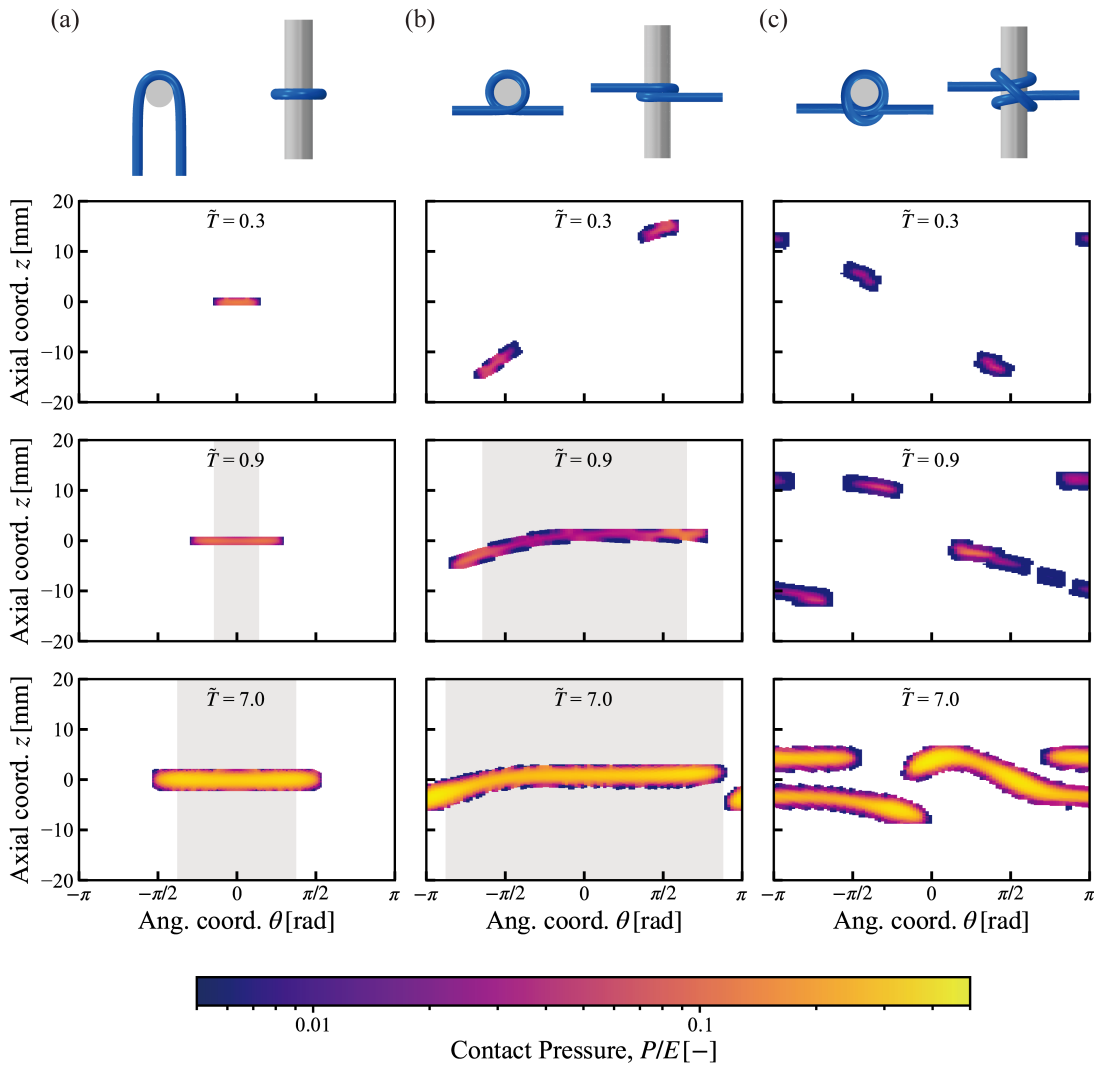 (a) (b) (c)
20 T̃ = 0.3 T̃ = 0.3 T̃ = 0.3
10
0
−10
−20
Axial coord. z [mm]
20 T̃ = 0.9 T̃ = 0.9 T̃ = 0.9
10
0
−10
−20
Axial coord. z [mm]
20 T̃ = 7.0 T̃ = 7.0 T̃ = 7.0
10
0
−10
−20
Axial coord. z [mm]
−π −π/2 0 π/2 π −π/2 0 π/2 π −π −π/2 0 π/2 π
Ang. coord. θ [rad] Ang. coord. θ [rad] Ang. coord. θ [rad]
0.01 0.1
Contact Pressure, P/E [−]